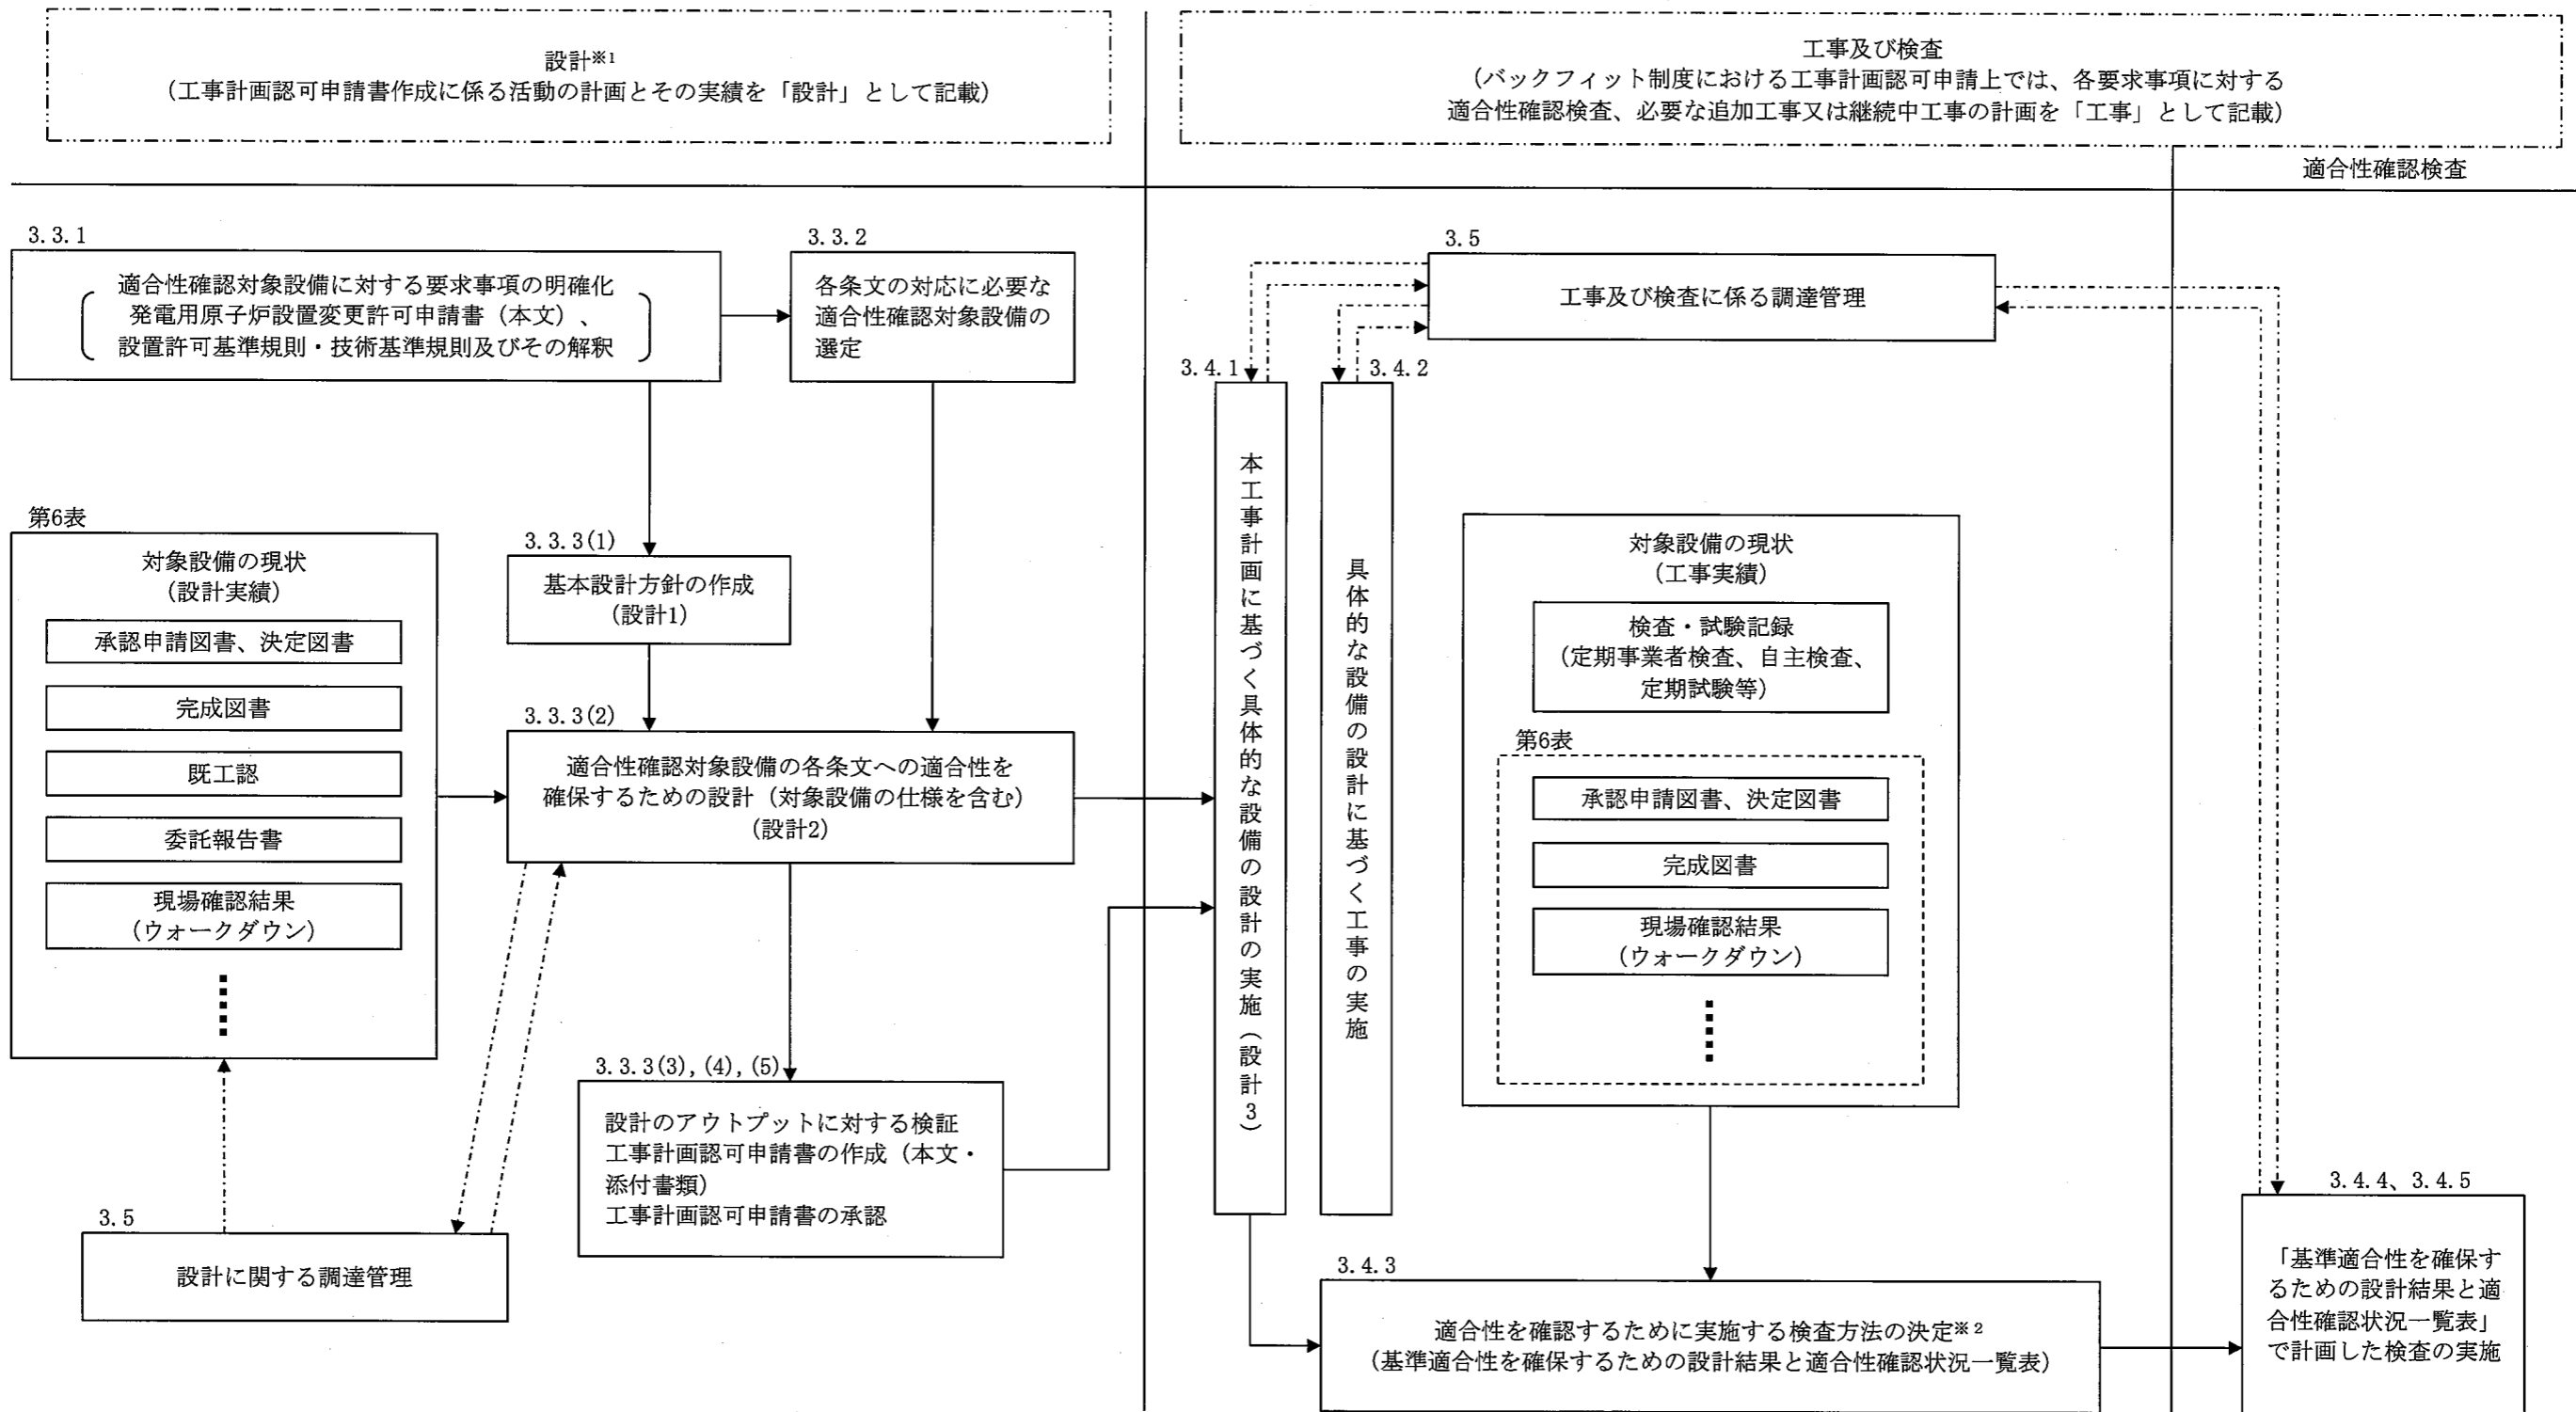 設計※1
（工事計画認可申請書作成に係る活動の計画とその実績を「設計」として記載）
工事及び検査
（バックフィット制度における工事計画認可申請上では、各要求事項に対する
適合性確認検査、必要な追加工事又は継続中工事の計画を「工事」として記載）
適合性確認検査
3.3.1
適合性確認対象設備に対する要求事項の明確化
発電用原子炉設置変更許可申請書（本文）、
設置許可基準規則・技術基準規則及びその解釈
3.3.2
各条文の対応に必要な
適合性確認対象設備の
選定
第6表
対象設備の現状
（設計実績）
承認申請図書、決定図書
完成図書
既工認
委託報告書
現場確認結果
（ウォークダウン）
3.3.3(1)
基本設計方針の作成
（設計1）
3.3.3(2)
適合性確認対象設備の各条文への適合性を
確保するための設計（対象設備の仕様を含む）
（設計2）
3.3.3(3),(4),(5)
設計のアウトプットに対する検証
工事計画認可申請書の作成（本文・
添付書類）
工事計画認可申請書の承認
3.5
設計に関する調達管理
3.5
工事及び検査に係る調達管理
3.4.1
本工事計画に基づく具体的な設備の設計の実施（設計3）
3.4.2
具体的な設備の設計に基づく工事の実施
対象設備の現状
（工事実績）
検査・試験記録
（定期事業者検査、自主検査、
定期試験等）
第6表
承認申請図書、決定図書
完成図書
現場確認結果
（ウォークダウン）
3.4.3
適合性を確認するために実施する検査方法の決定※2
（基準適合性を確保するための設計結果と適合性確認状況一覧表）
3.4.4、3.4.5
「基準適合性を確保す
るための設計結果と適
合性確認状況一覧表」
で計画した検査の実施